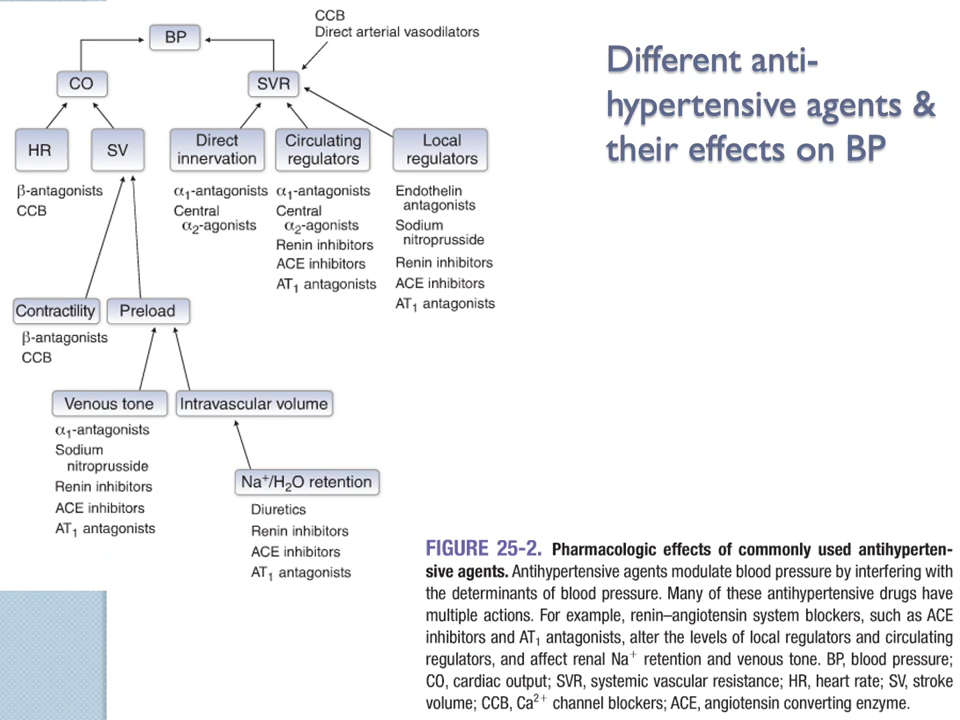 Different anti-
hypertensive agents &
their effects on BP
BP
CCB
Direct arterial vasodilators
CO
SVR
HR
β-antagonists
CCB
SV
Direct
innervation
α1-antagonists
Central
α2-agonists
Circulating
regulators
α1-antagonists
Central
α2-agonists
Renin inhibitors
ACE inhibitors
AT1 antagonists
Local
regulators
Endothelin
antagonists
Sodium
nitroprusside
Renin inhibitors
ACE inhibitors
AT1 antagonists
Contractility
β-antagonists
CCB
Preload
Venous tone
α1-antagonists
Sodium
nitroprusside
Renin inhibitors
ACE inhibitors
AT1 antagonists
Intravascular volume
Na+/H2O retention
Diuretics
Renin inhibitors
ACE inhibitors
AT1 antagonists
FIGURE 25-2. Pharmacologic effects of commonly used antihyperten-
sive agents. Antihypertensive agents modulate blood pressure by interfering with
the determinants of blood pressure. Many of these antihypertensive drugs have
multiple actions. For example, renin–angiotensin system blockers, such as ACE
inhibitors and AT1 antagonists, alter the levels of local regulators and circulating
regulators, and affect renal Na+ retention and venous tone. BP, blood pressure;
CO, cardiac output; SVR, systemic vascular resistance; HR, heart rate; SV, stroke
volume; CCB, Ca2+ channel blockers; ACE, angiotensin converting enzyme.